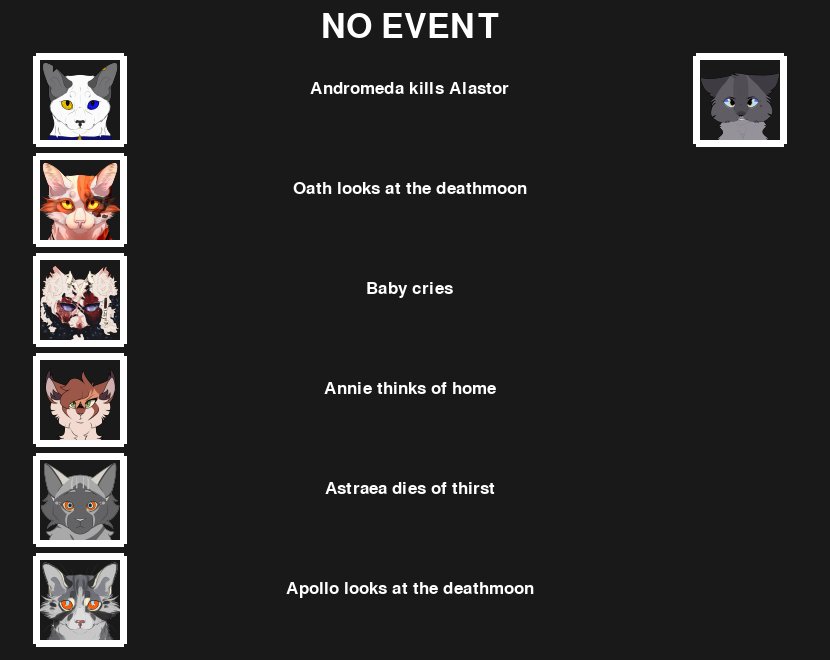 NO EVENT
Andromeda kills Alastor
Oath looks at the deathmoon
Baby cries
Annie thinks of home
Astraea dies of thirst
Apollo looks at the deathmoon